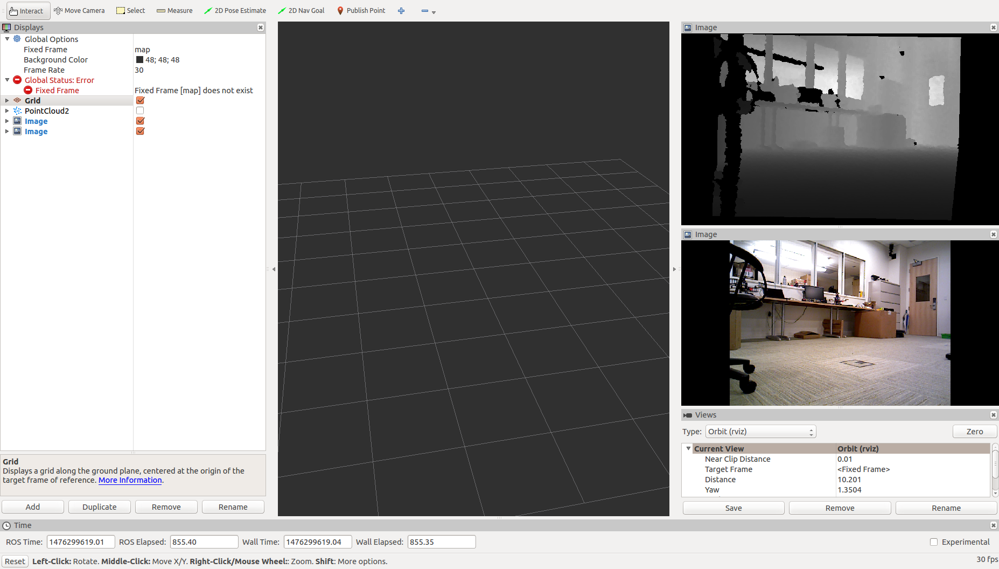 Interact Move Camera Select Measure 2D Pose Estimate 2D Nav Goal Publish Point
Displays
Global Options
Fixed Frame map
Background Color 48; 48; 48
Frame Rate 30
Global Status: Error
Fixed Frame Fixed Frame [map] does not exist
Grid
PointCloud2
Image
Image
Grid
Displays a grid along the ground plane, centered at the origin of the
target frame of reference. More Information.
Add Duplicate Remove Rename
Image
Image
Views
Type: Orbit (rviz) Zero
Current View Orbit (rviz)
Near Clip Distance 0.01
Target Frame <Fixed Frame>
Distance 10.201
Yaw 1.3504
Save Remove Rename
Time
ROS Time: 1476299619.01 ROS Elapsed: 855.40 Wall Time: 1476299619.04 Wall Elapsed: 855.35 Experimental
Reset Left-Click: Rotate. Middle-Click: Move X/Y. Right-Click/Mouse Wheel:: Zoom. Shift: More options. 30 fps